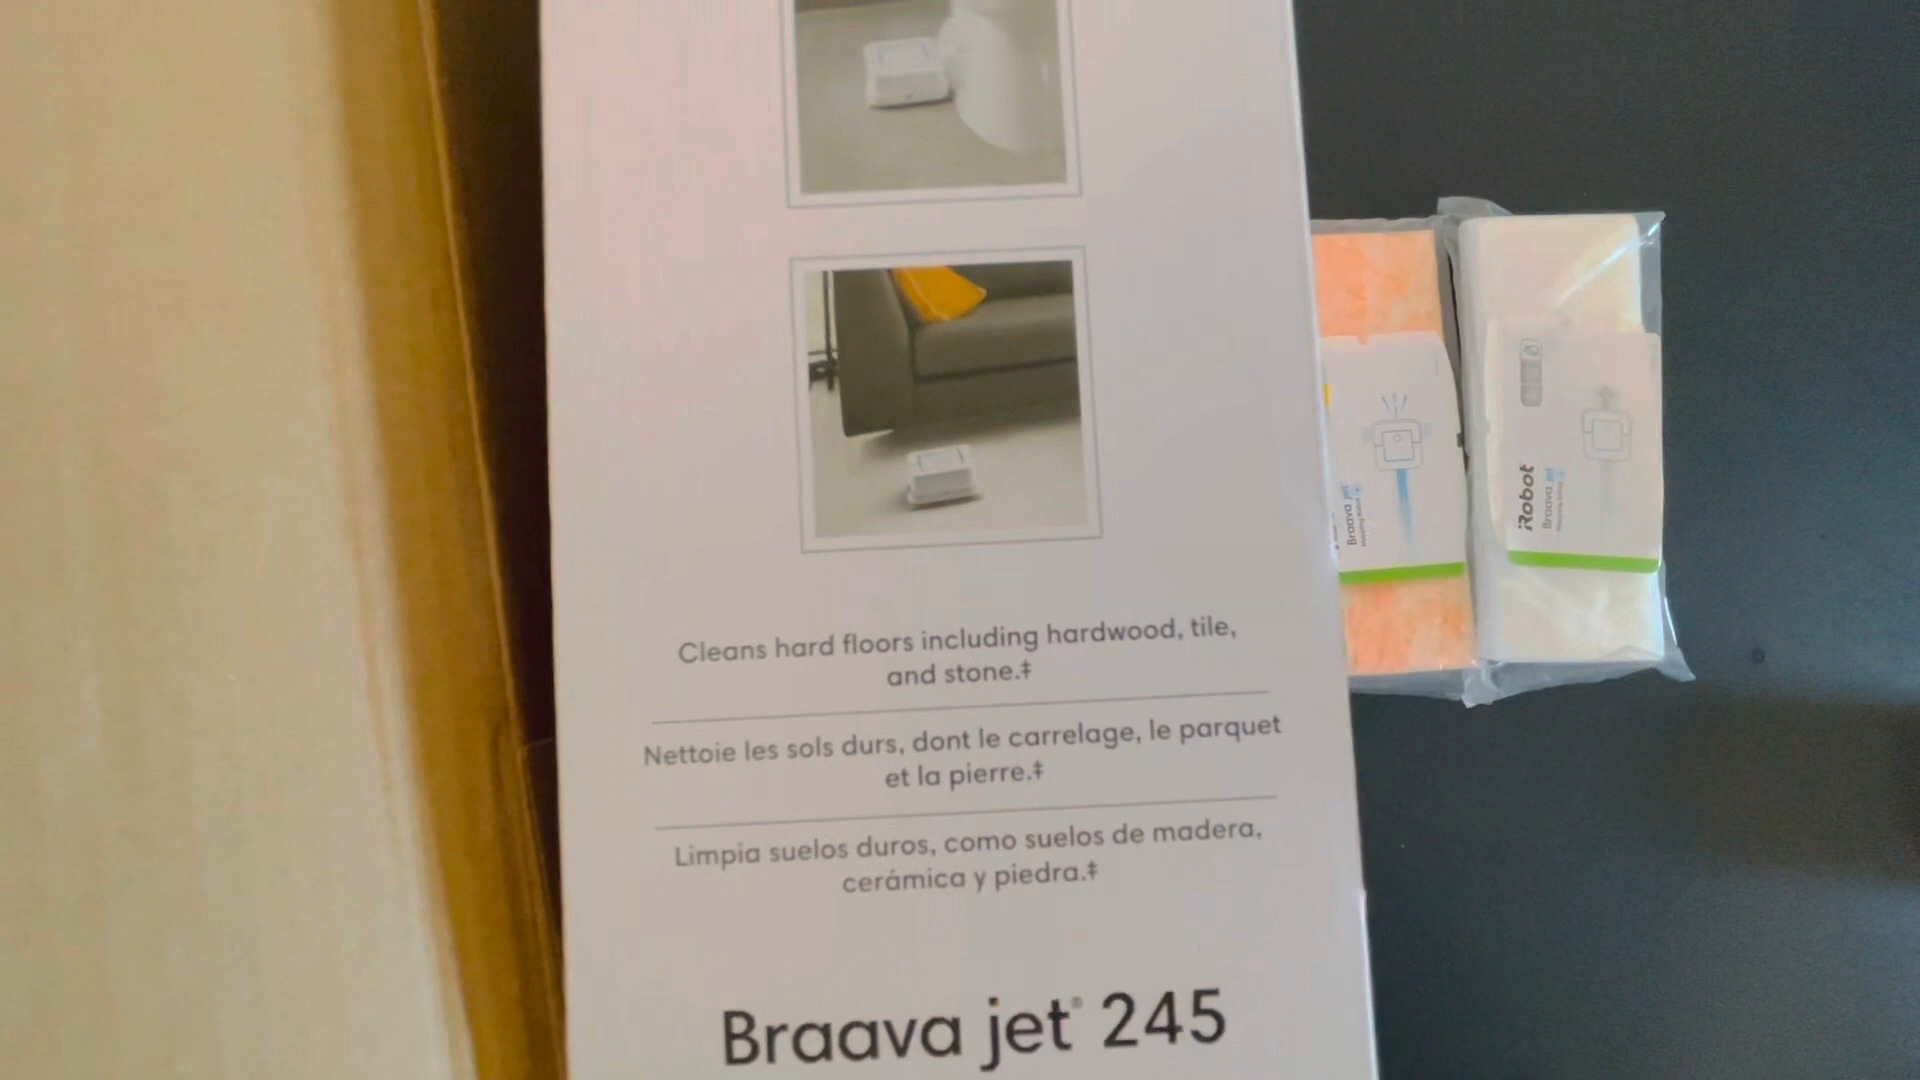 Cleans hard floors including hardwood, tile,
and stone.‡
Nettoie les sols durs, dont le carrelage, le parquet
et la pierre.‡
Limpia suelos duros, como suelos de madera,
cerámica y piedra.‡
Braava jet® 245
Braava jet
iRobot
Braava jet